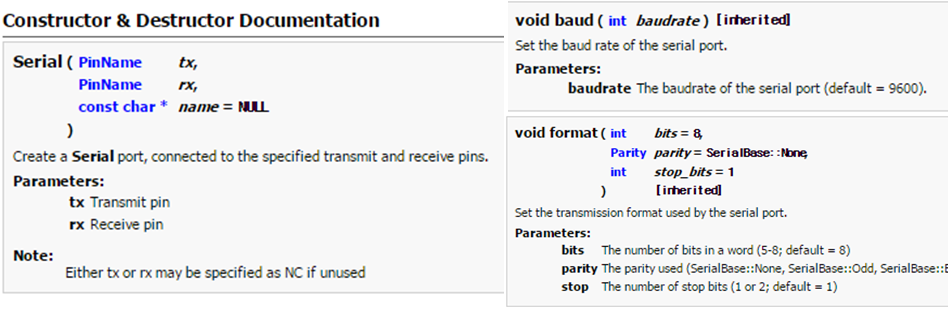 Constructor & Destructor Documentation
Serial ( PinName tx,
PinName rx,
const char * name = NULL
)
Create a Serial port, connected to the specified transmit and receive pins.
Parameters:
tx Transmit pin
rx Receive pin
Note:
Either tx or rx may be specified as NC if unused
void baud ( int baudrate ) [inherited]
Set the baud rate of the serial port.
Parameters:
baudrate The baudrate of the serial port (default = 9600).
void format ( int bits = 8,
Parity parity = SerialBase::None,
int stop_bits = 1
) [inherited]
Set the transmission format used by the serial port.
Parameters:
bits The number of bits in a word (5-8; default = 8)
parity The parity used (SerialBase::None, SerialBase::Odd, SerialBase::
stop The number of stop bits (1 or 2; default = 1)